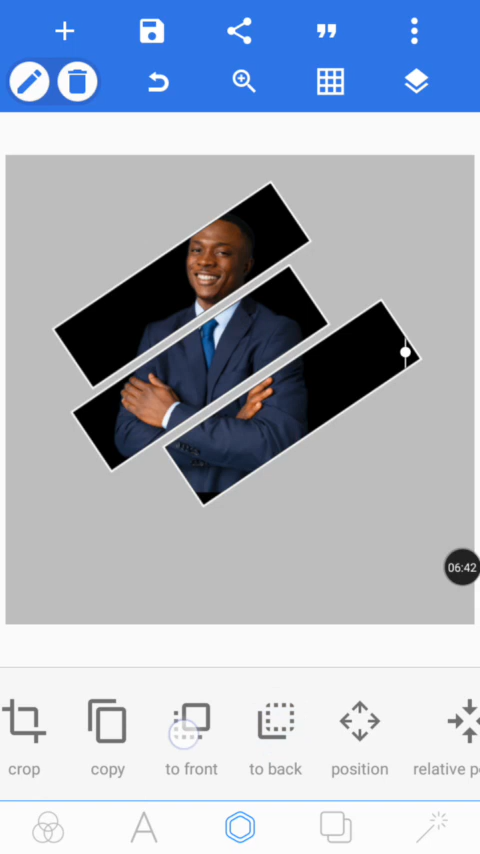 06:42
crop
copy
to front
to back
position
relative p